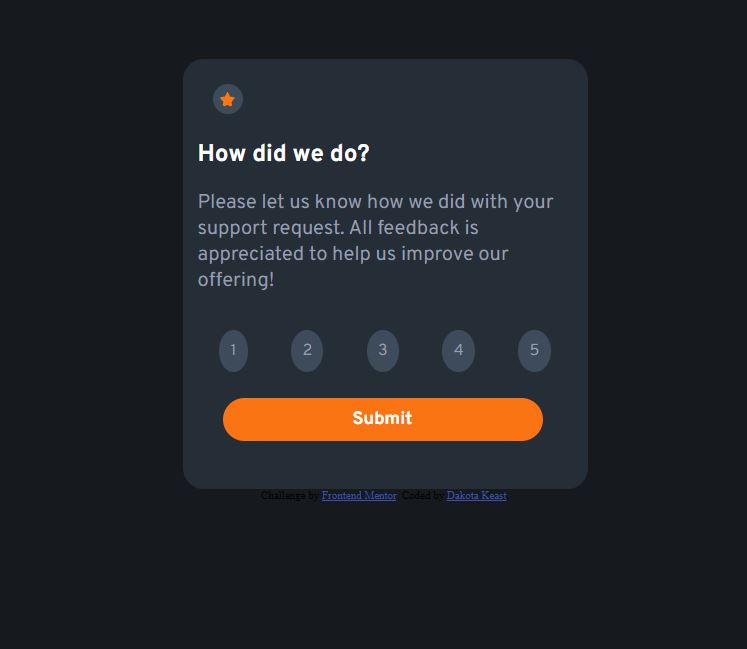 How did we do?
Please let us know how we did with your
support request. All feedback is
appreciated to help us improve our
offering!
1 2 3 4 5
Submit
Challenge by Frontend Mentor. Coded by Dakota Keast